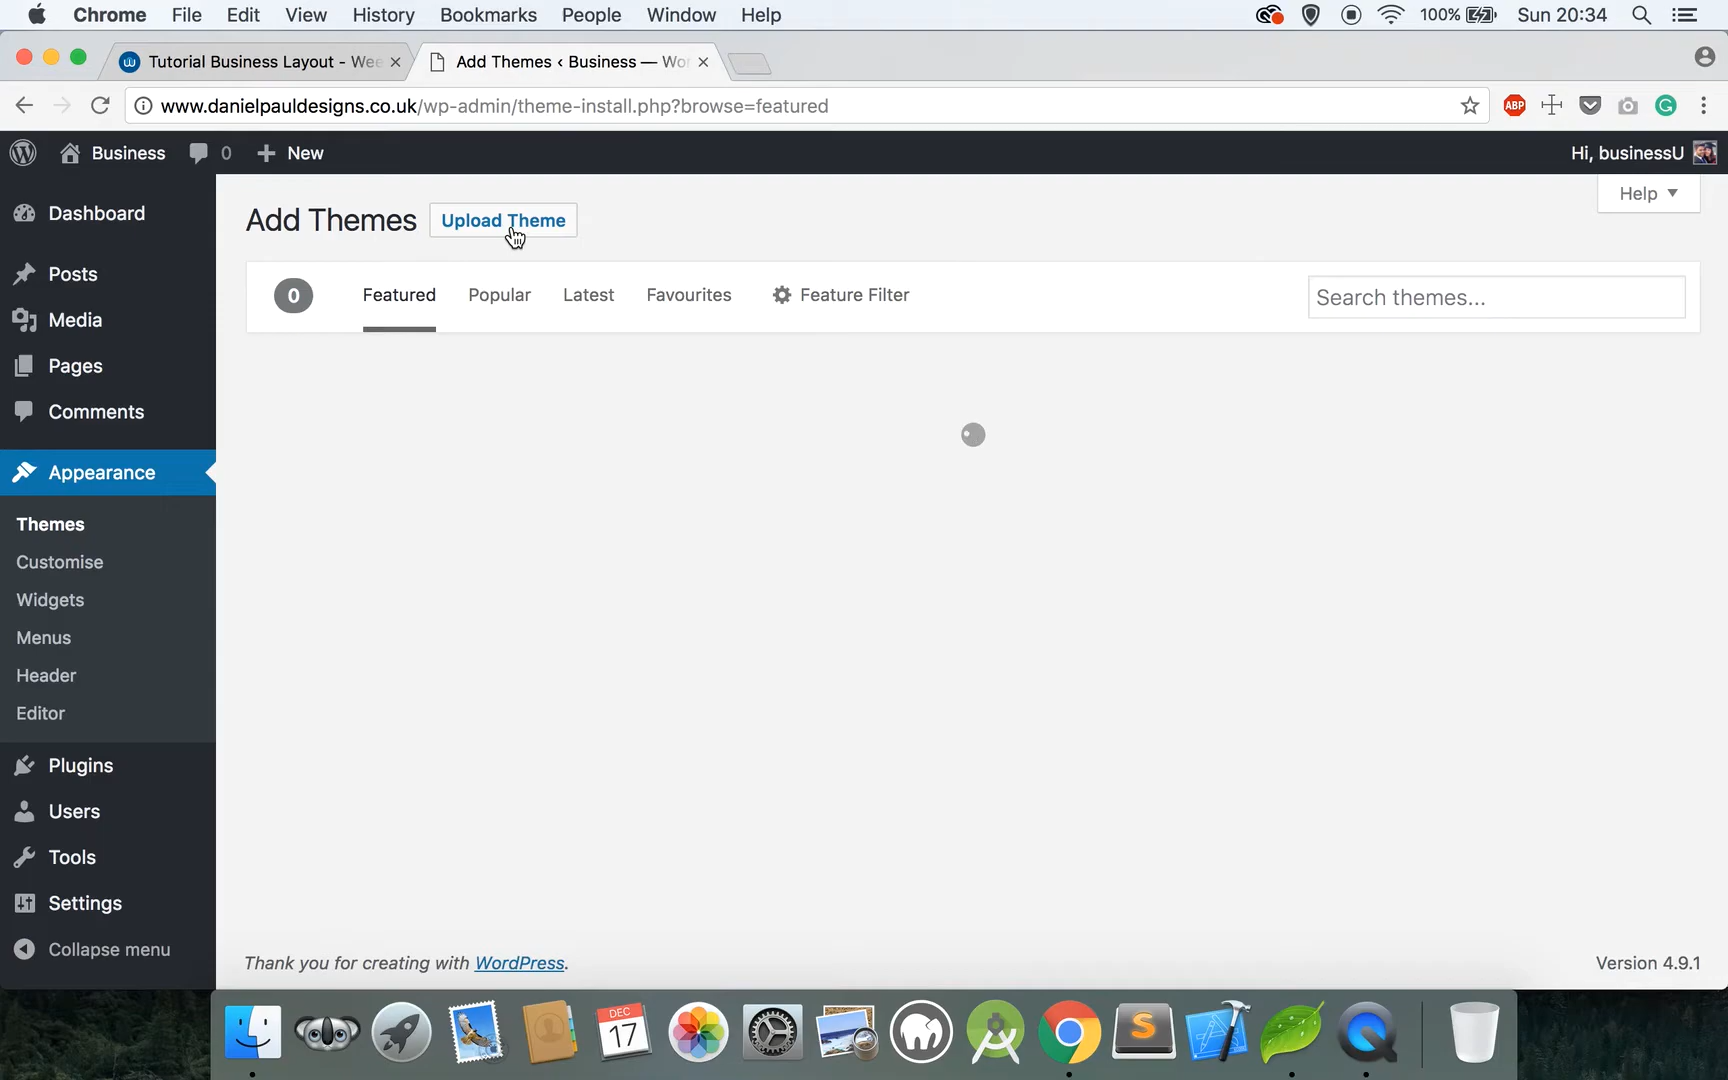 Chrome File Edit View History Bookmarks People Window Help 100% Sun 20:34
Tutorial Business Layout - Wee
Add Themes ‹ Business — Wor
www.danielpauldesigns.co.uk/wp-admin/theme-install.php?browse=featured
ABP
G
Business 0 New
Hi, businessU
Help
Dashboard
Posts
Media
Pages
Comments
Appearance
Themes
Customise
Widgets
Menus
Header
Editor
Plugins
Users
Tools
Settings
Collapse menu
Add Themes Upload Theme
0 Featured Popular Latest Favourites Feature Filter Search themes...
Thank you for creating with WordPress.
Version 4.9.1
DEC
17
S